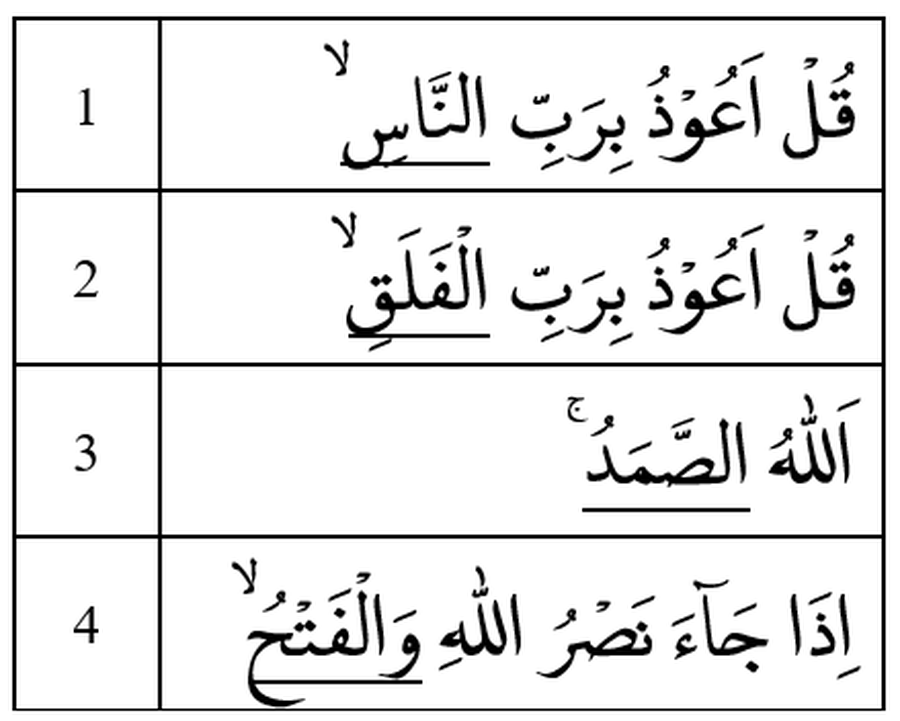 1 قُلْ اَعُوْذُ بِرَبِّ النَّاسِ ۙ
2 قُلْ اَعُوْذُ بِرَبِّ الْفَلَقِ ۙ
3 اَللّٰهُ الصَّمَدُ ۚ
4 اِذَا جَآءَ نَصْرُ اللّٰهِ وَالْفَتْحُ ۙ